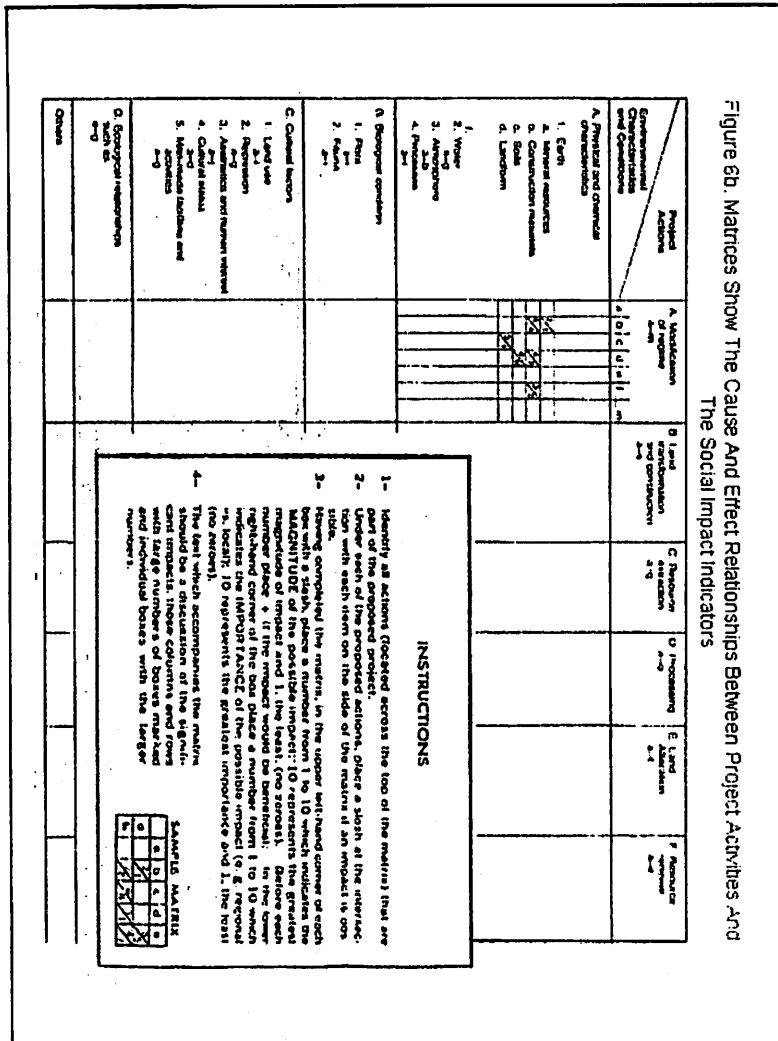 Figure 6b. Matrices Show The Cause And Effect Relationships Between Project Activities And
The Social Impact Indicators
Project
Actions
Environmental
Characteristics
and Conditions
A. Modification
of regime
a-m
B. Land
transformation
and construction
C. Resource
extraction
a-g
D. Processing
E. Land
Alteration
F. Resource
renewal
a b c d e f m
A. Physical and chemical
characteristics
1. Earth
a. Mineral resources
b. Construction materials
c. Soils
d. Landform
2. Water
3. Atmosphere
a-b
4. Processes
B. Biological conditions
1. Flora
2. Fauna
C. Cultural factors
1. Land use
2. Recreation
a-g
3. Aesthetics and human interest
4. Cultural status
5. Man-made facilities and
activities
D. Ecological relationships
such as
a-g
Others
INSTRUCTIONS
1- Identify all actions (located across the top of the matrix) that are
part of the proposed project.
2- Under each of the proposed actions, place a slash at the intersec-
tion with each item on the side of the matrix if an impact is pos
sible.
3- Having completed the matrix, in the upper left-hand corner of each
box with a slash, place a number from 1 to 10 which indicates the
MAGNITUDE of the possible impact; 10 represents the greatest
magnitude of impact and 1, the least, (no zeroes). Before each
number place + if the impact would be beneficial. In the lower
right-hand corner of the box place a number from 1 to 10 which
indicates the IMPORTANCE of the possible impact (e.g. regional
vs. local); 10 represents the greatest importance and 1, the least
(no zeroes).
4- The text which accompanies the matrix
should be a discussion of the signifi-
cant impacts, those columns and rows
with large numbers of boxes marked
and individual boxes with the larger
numbers.
SAMPLE MATRIX
a b c d e
a
b